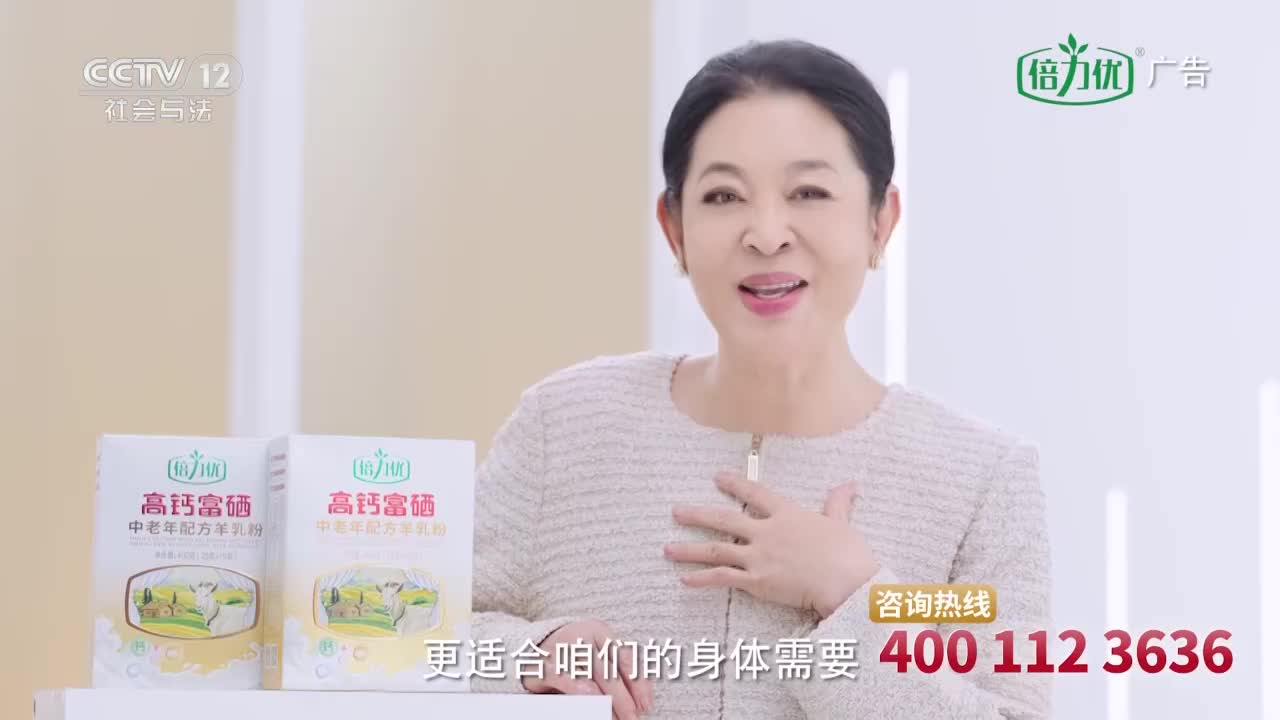 CCTV 12
社会与法
倍力优® 广告
倍力优
高钙富硒
中老年配方羊乳粉
倍力优
高钙富硒
中老年配方羊乳粉
咨询热线
更适合咱们的身体需要
400 112 3636